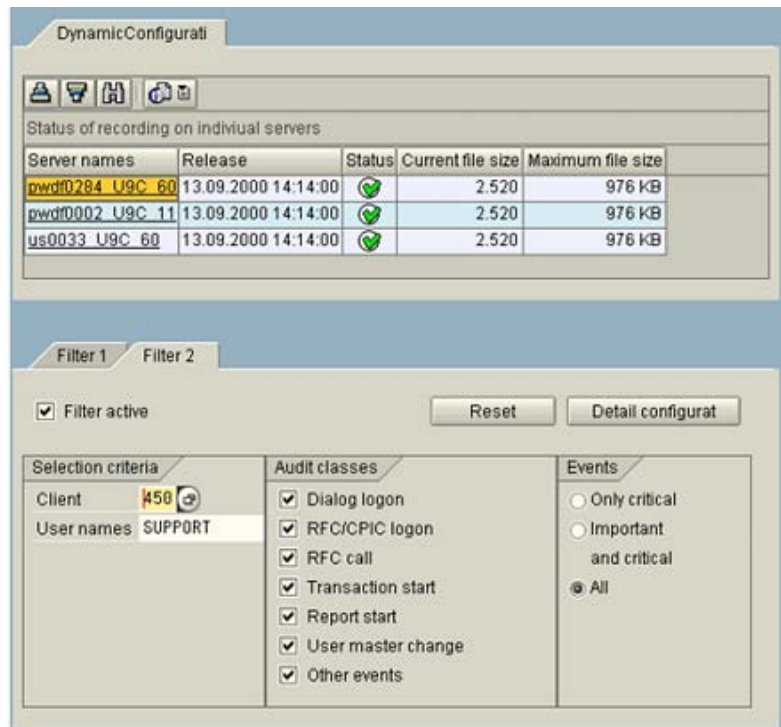 DynamicConfigurati
Status of recording on indiviual servers
Server names Release Status Current file size Maximum file size
pwdf0284_U9C_60 13.09.2000 14:14:00 2.520 976 KB
pwdf0002_U9C_11 13.09.2000 14:14:00 2.520 976 KB
us0033_U9C_60 13.09.2000 14:14:00 2.520 976 KB
Filter 1 Filter 2
Filter active Reset Detail configurat
Selection criteria Audit classes Events
Client 450 Dialog logon Only critical
User names SUPPORT RFC/CPIC logon Important
RFC call and critical
Transaction start All
Report start
User master change
Other events